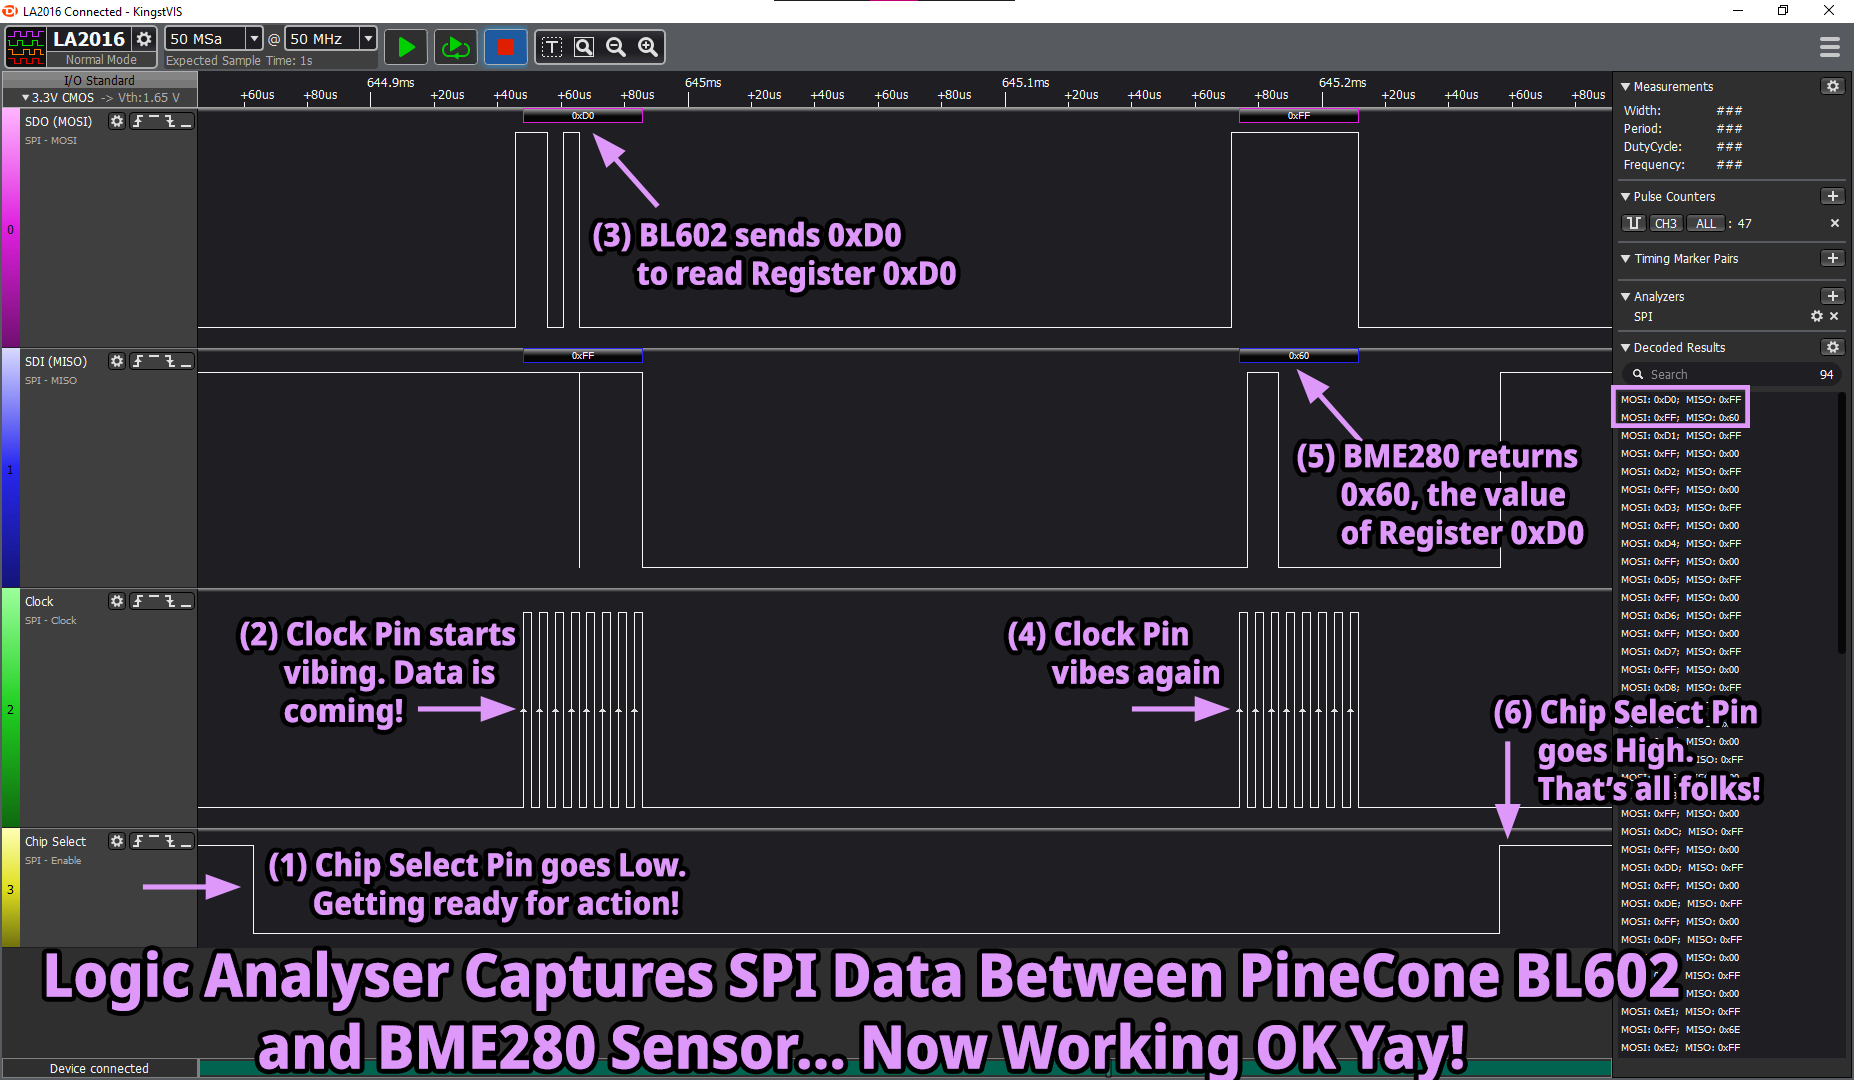 LA2016 Connected - KingstVIS
LA2016
Normal Mode
50 MSa @ 50 MHz
Expected Sample Time: 1s
T
I/O Standard
3.3V CMOS -> Vth:1.65 V
644.9ms 645ms 645.1ms 645.2ms
+60us +80us +20us +40us +60us +80us +20us +40us +60us +80us +20us +40us +60us +80us +20us +40us +60us +80us
SDO (MOSI)
SPI - MOSI
0
0xD0 0xFF
(3) BL602 sends 0xD0
to read Register 0xD0
SDI (MISO)
SPI - MISO
1
0xFF 0x60
(5) BME280 returns
0x60, the value
of Register 0xD0
Clock
SPI - Clock
2
(2) Clock Pin starts
vibing. Data is
coming!
(4) Clock Pin
vibes again
(6) Chip Select Pin
goes High.
That's all folks!
Chip Select
SPI - Enable
3
(1) Chip Select Pin goes Low.
Getting ready for action!
Measurements
Width: ###
Period: ###
DutyCycle: ###
Frequency: ###
Pulse Counters
CH3 ALL : 47
Timing Marker Pairs
Analyzers
SPI
Decoded Results
Search 94
MOSI: 0xD0; MISO: 0xFF
MOSI: 0xFF; MISO: 0x60
MOSI: 0xD1; MISO: 0xFF
MOSI: 0xFF; MISO: 0x00
MOSI: 0xD2; MISO: 0xFF
MOSI: 0xFF; MISO: 0x00
MOSI: 0xD3; MISO: 0xFF
MOSI: 0xFF; MISO: 0x00
MOSI: 0xD4; MISO: 0xFF
MOSI: 0xFF; MISO: 0x00
MOSI: 0xD5; MISO: 0xFF
MOSI: 0xFF; MISO: 0x00
MOSI: 0xD6; MISO: 0xFF
MOSI: 0xFF; MISO: 0x00
MOSI: 0xD7; MISO: 0xFF
MOSI: 0xFF; MISO: 0x00
MOSI: 0xD8; MISO: 0xFF
MISO: 0x00
MISO: 0xFF
MOSI: 0xFF; MISO: 0x00
MOSI: 0xDC; MISO: 0xFF
MOSI: 0xFF; MISO: 0x00
MOSI: 0xDD; MISO: 0xFF
MOSI: 0xFF; MISO: 0x00
MOSI: 0xDE; MISO: 0xFF
MOSI: 0xFF; MISO: 0x00
MOSI: 0xDF; MISO: 0xFF
0x00
0xFF
0x00
0xE1; MISO: 0xFF
MOSI: 0xFF; MISO: 0x6E
MOSI: 0xE2; MISO: 0xFF
Logic Analyser Captures SPI Data Between PineCone BL602
and BME280 Sensor... Now Working OK Yay!
Device connected